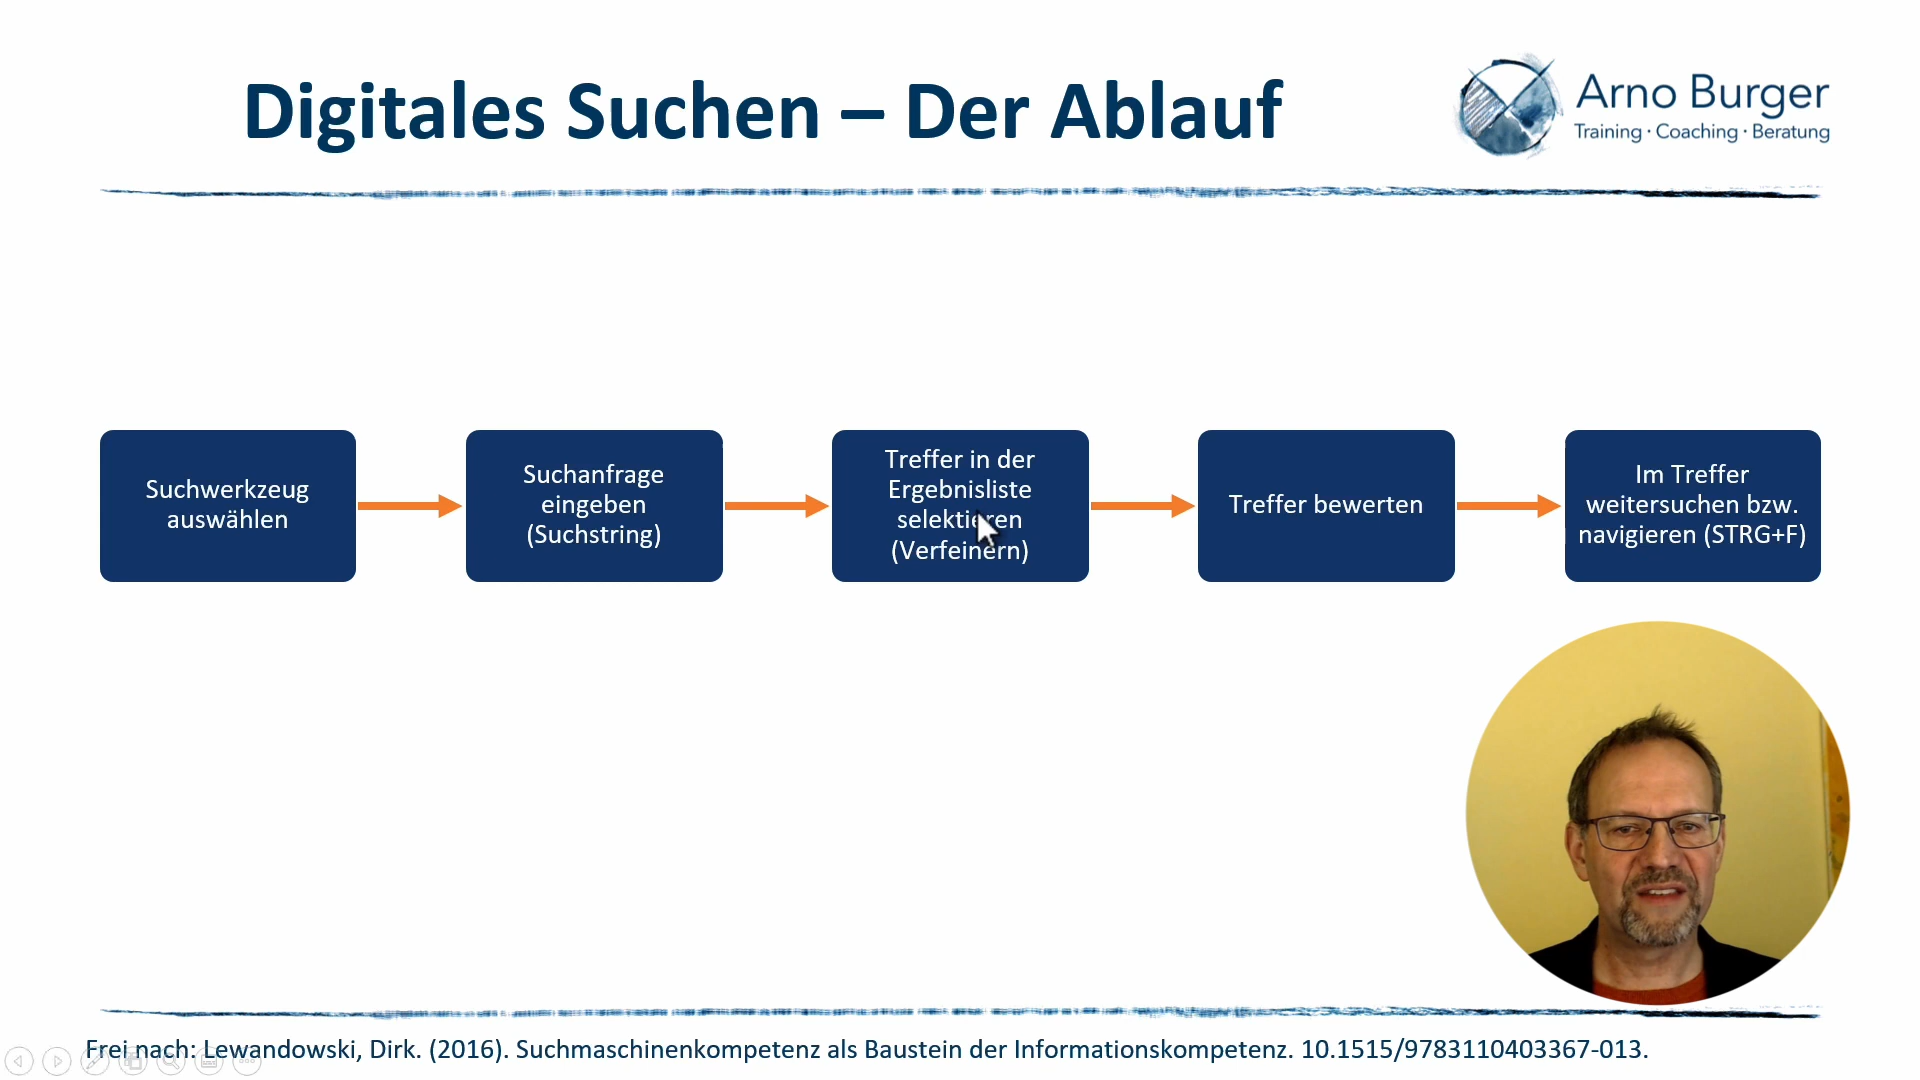 Digitales Suchen – Der Ablauf
Arno Burger
Training · Coaching · Beratung
Suchwerkzeug
auswählen
Suchanfrage
eingeben
(Suchstring)
Treffer in der
Ergebnisliste
selektieren
(Verfeinern)
Treffer bewerten
Im Treffer
weitersuchen bzw.
navigieren (STRG+F)
Frei nach: Lewandowski, Dirk. (2016). Suchmaschinenkompetenz als Baustein der Informationskompetenz. 10.1515/9783110403367-013.